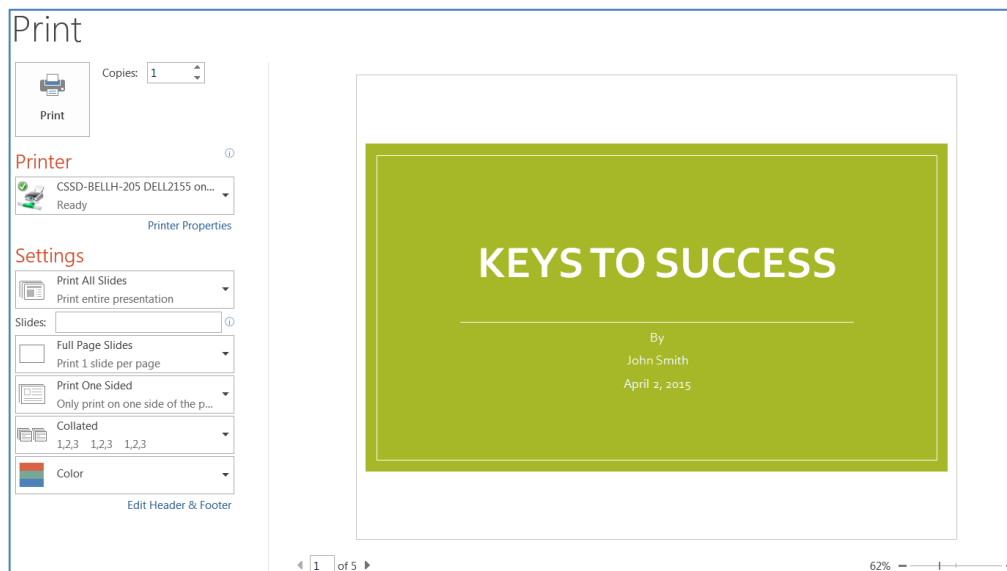 Print
Copies: 1
Print
Printer
CSSD-BELLH-205 DELL2155 on...
Ready
Printer Properties
Settings
Print All Slides
Print entire presentation
Slides:
Full Page Slides
Print 1 slide per page
Print One Sided
Only print on one side of the p...
Collated
1,2,3 1,2,3 1,2,3
Color
Edit Header & Footer
KEYS TO SUCCESS
By
John Smith
April 2, 2015
1 of 5
62%